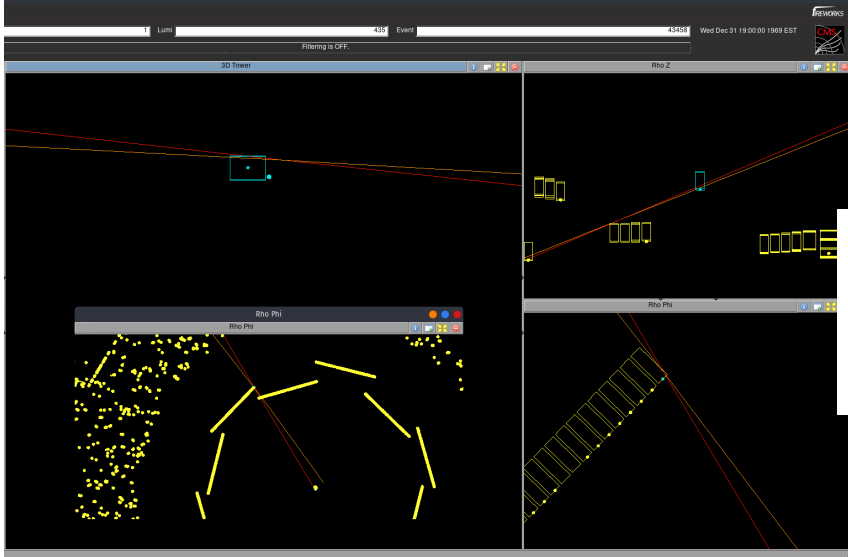 FIREWORKS
1 Lumi 435 Event 43458 Wed Dec 31 19:00:00 1969 EST
CMS
Filtering is OFF.
3D Tower
Rho Z
Rho Phi
Rho Phi
Rho Phi